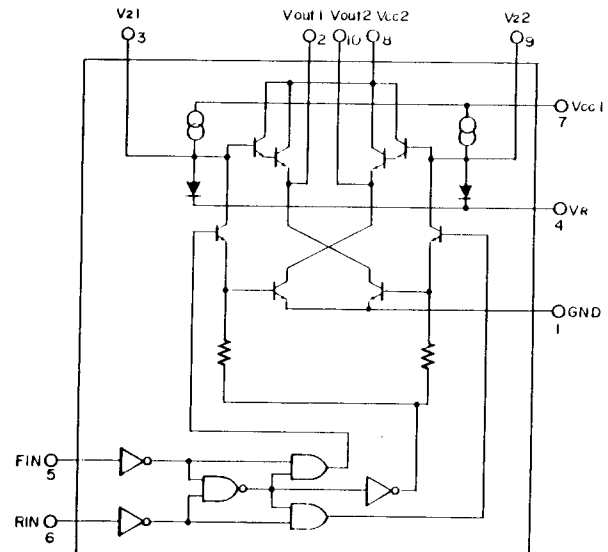 Vz1 Vout1 Vout2 Vcc2 Vz2
3 2 10 8 9
Vcc1
7
VR
4
GND
1
FIN
5
RIN
6